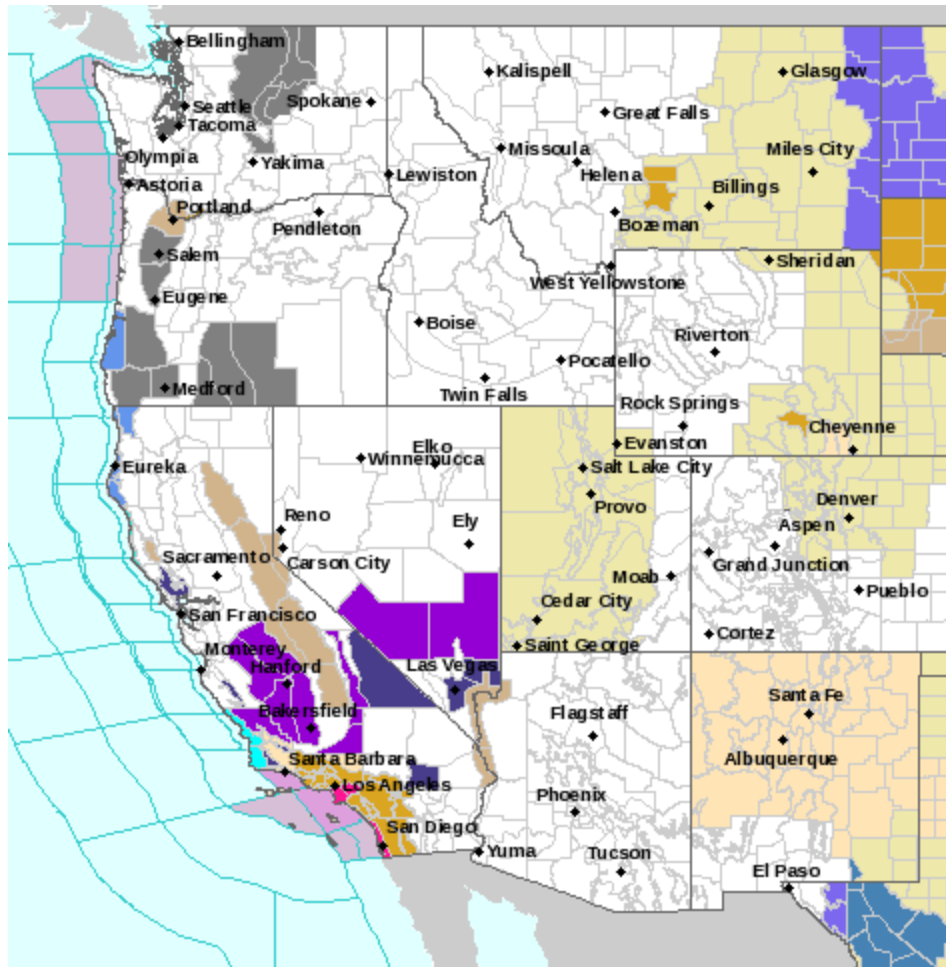 Bellingham
Kalispell
Glasgow
Seattle
Spokane
Great Falls
Tacoma
Olympia
Yakima
Missoula
Miles City
Astoria
Lewiston
Helena
Billings
Portland
Pendleton
Bozeman
Salem
West Yellowstone
Sheridan
Eugene
Boise
Riverton
Medford
Pocatello
Twin Falls
Rock Springs
Cheyenne
Eureka
Elko
Winnemucca
Evanston
Salt Lake City
Provo
Denver
Reno
Ely
Aspen
Sacramento
Carson City
Grand Junction
Moab
Pueblo
San Francisco
Cedar City
Monterey
Saint George
Cortez
Hanford
Las Vegas
Bakersfield
Flagstaff
Santa Fe
Santa Barbara
Albuquerque
Los Angeles
Phoenix
San Diego
Yuma
Tucson
El Paso